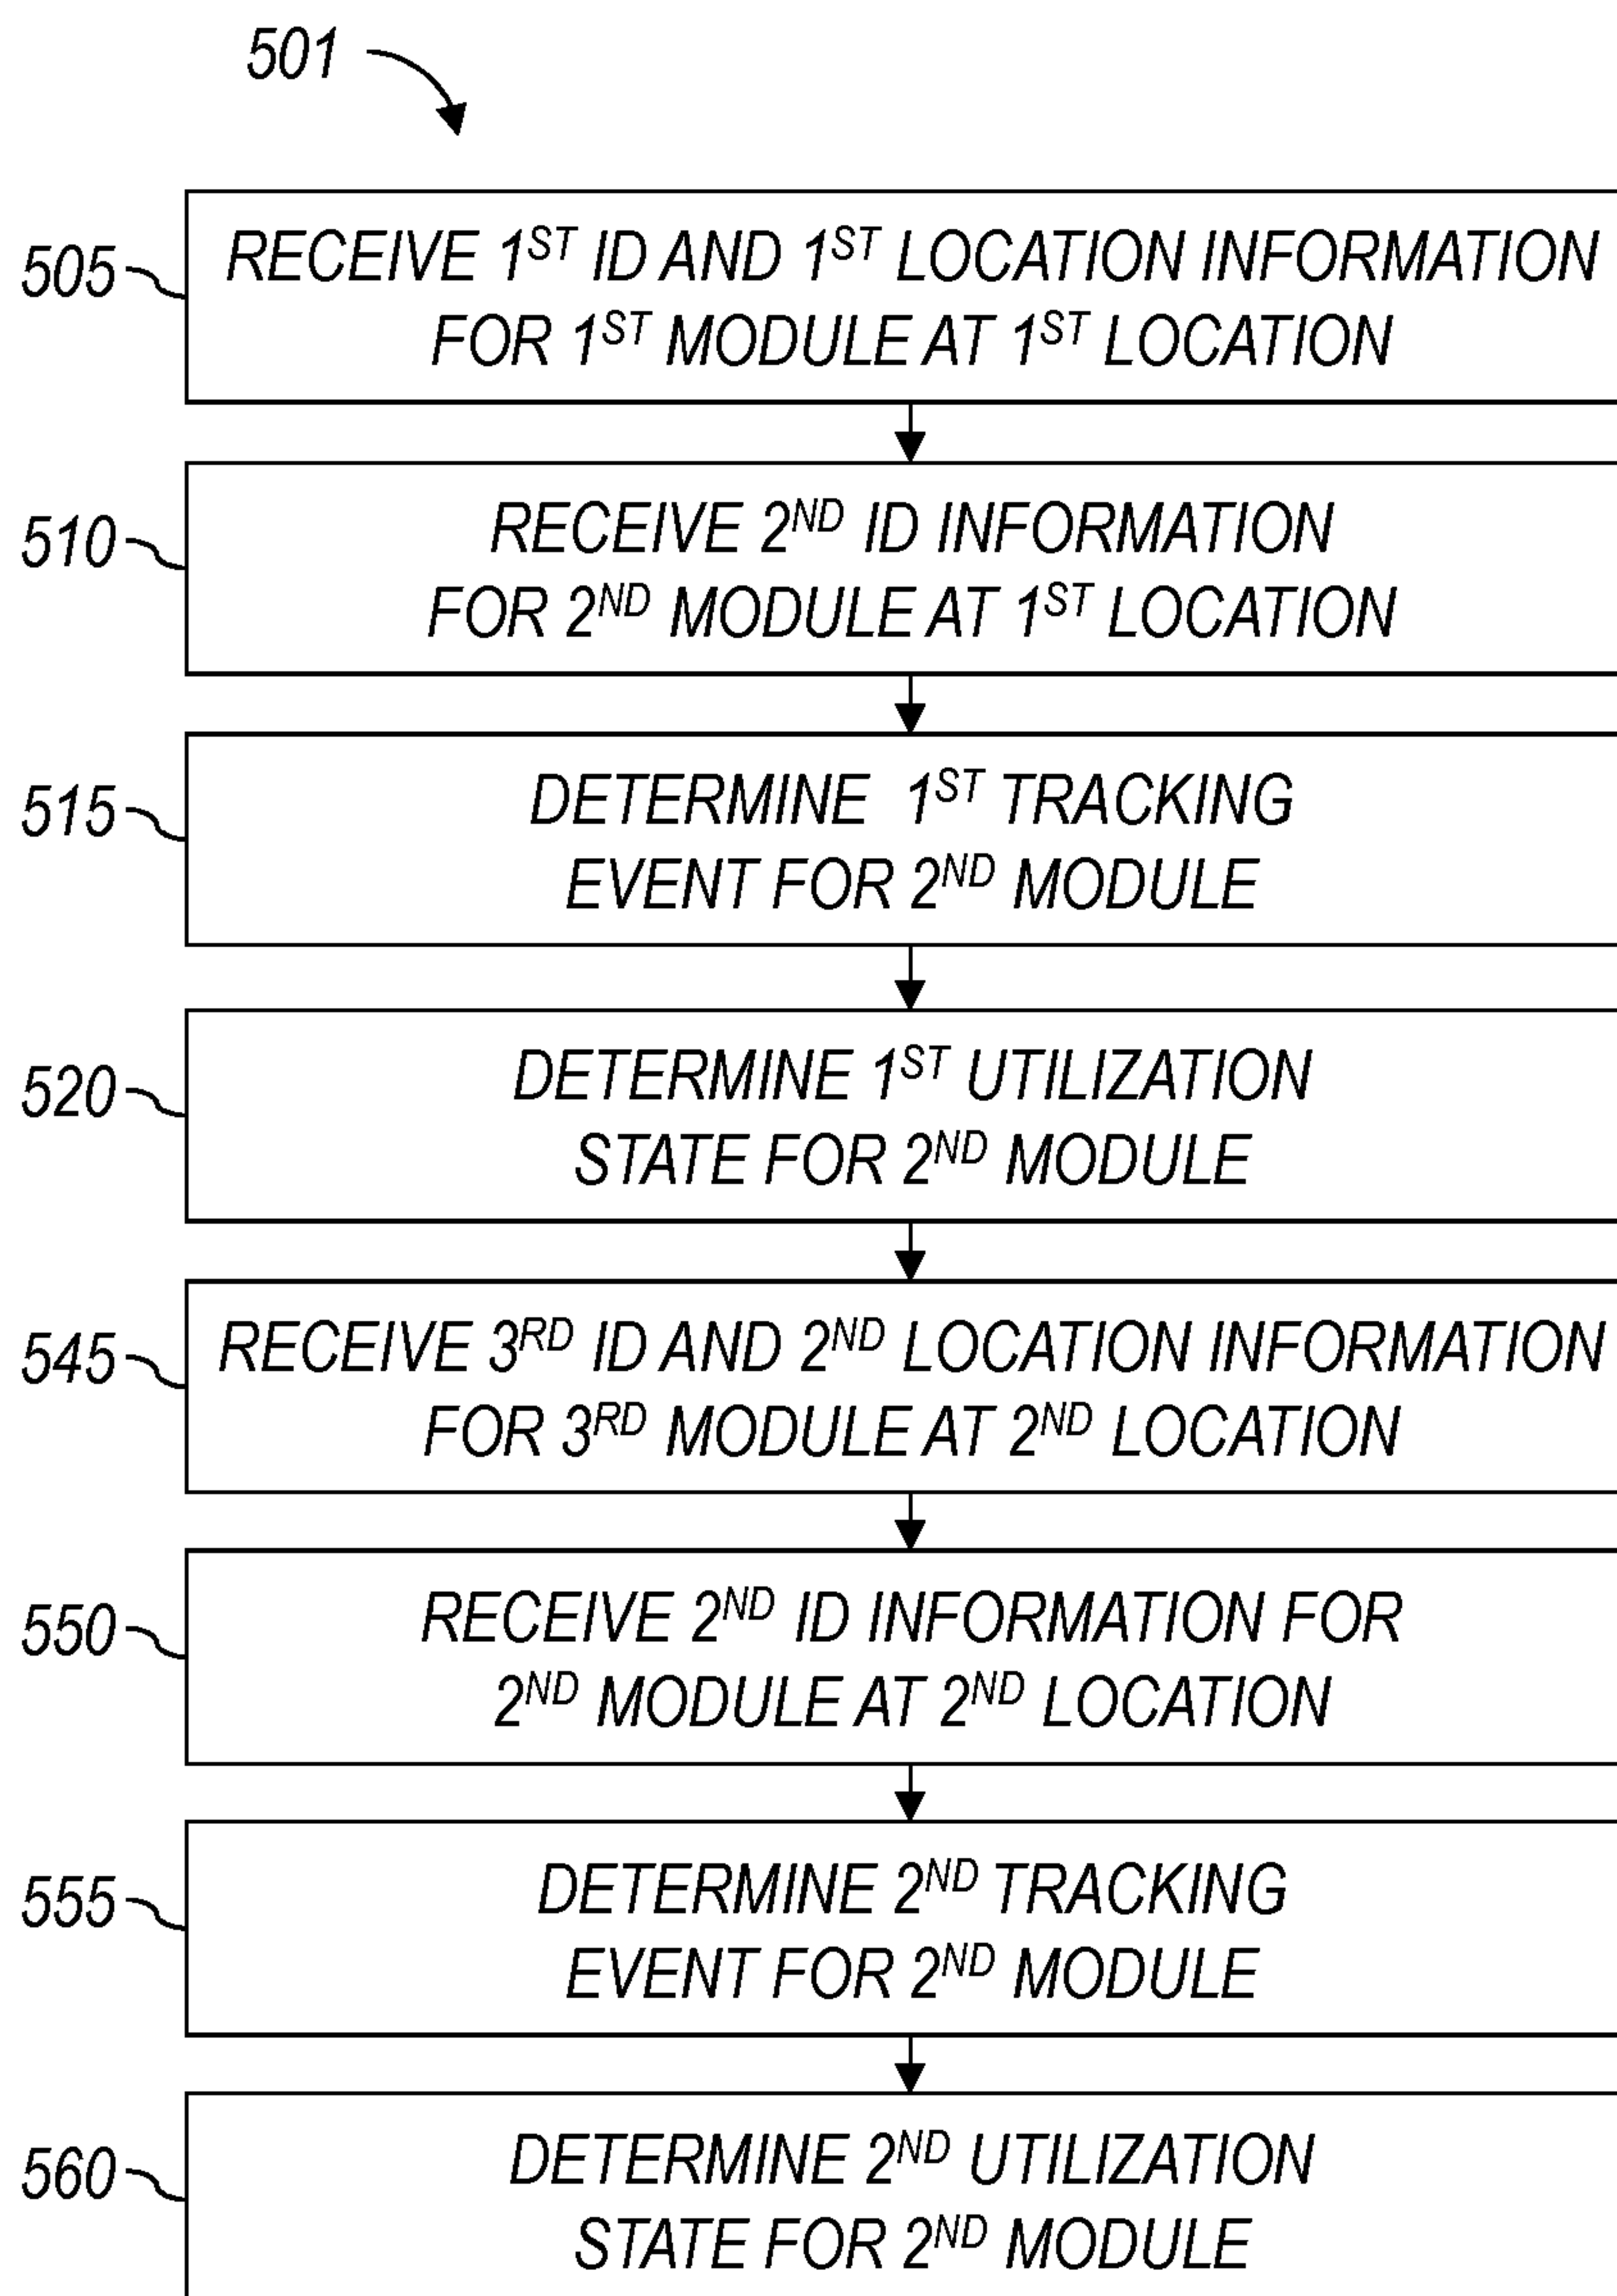 501
505
RECEIVE 1ST ID AND 1ST LOCATION INFORMATION
FOR 1ST MODULE AT 1ST LOCATION
510
RECEIVE 2ND ID INFORMATION
FOR 2ND MODULE AT 1ST LOCATION
515
DETERMINE 1ST TRACKING
EVENT FOR 2ND MODULE
520
DETERMINE 1ST UTILIZATION
STATE FOR 2ND MODULE
545
RECEIVE 3RD ID AND 2ND LOCATION INFORMATION
FOR 3RD MODULE AT 2ND LOCATION
550
RECEIVE 2ND ID INFORMATION FOR
2ND MODULE AT 2ND LOCATION
555
DETERMINE 2ND TRACKING
EVENT FOR 2ND MODULE
560
DETERMINE 2ND UTILIZATION
STATE FOR 2ND MODULE